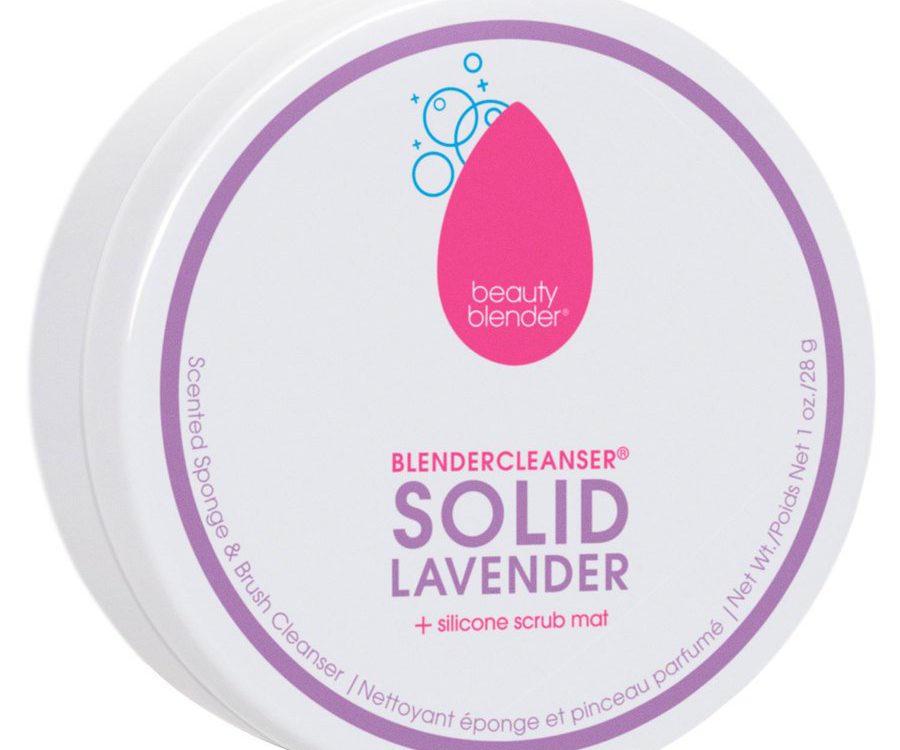 beauty
blender®
BLENDERCLEANSER®
SOLID
LAVENDER
+ silicone scrub mat
Scented Sponge & Brush Cleanser | Nettoyant éponge et pinceau parfumé | Net Wt./Poids Net 1 oz./28 g